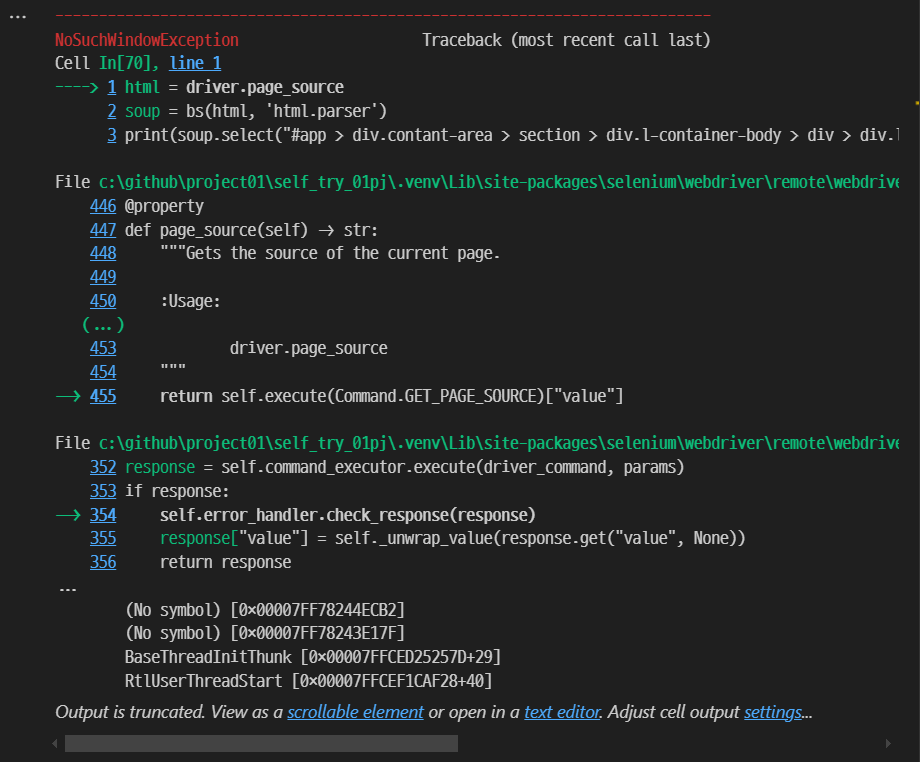 ...
---------------------------------------------------------------------------
NoSuchWindowException                     Traceback (most recent call last)
Cell In[70], line 1
----> 1 html = driver.page_source
      2 soup = bs(html, 'html.parser')
      3 print(soup.select("#app > div.contant-area > section > div.l-container-body > div > div.l
File c:\github\project01\self_try_01pj\.venv\Lib\site-packages\selenium\webdriver\remote\webdrive
    446 @property
    447 def page_source(self) -> str:
    448     """Gets the source of the current page.
    449
    450     :Usage:
   (...)
    453             driver.page_source
    454     """
--> 455     return self.execute(Command.GET_PAGE_SOURCE)["value"]
File c:\github\project01\self_try_01pj\.venv\Lib\site-packages\selenium\webdriver\remote\webdrive
    352 response = self.command_executor.execute(driver_command, params)
    353 if response:
--> 354     self.error_handler.check_response(response)
    355     response["value"] = self._unwrap_value(response.get("value", None))
    356     return response
...
        (No symbol) [0x00007FF78244ECB2]
        (No symbol) [0x00007FF78243E17F]
        BaseThreadInitThunk [0x00007FFCED25257D+29]
        RtlUserThreadStart [0x00007FFCEF1CAF28+40]
Output is truncated. View as a scrollable element or open in a text editor. Adjust cell output settings...